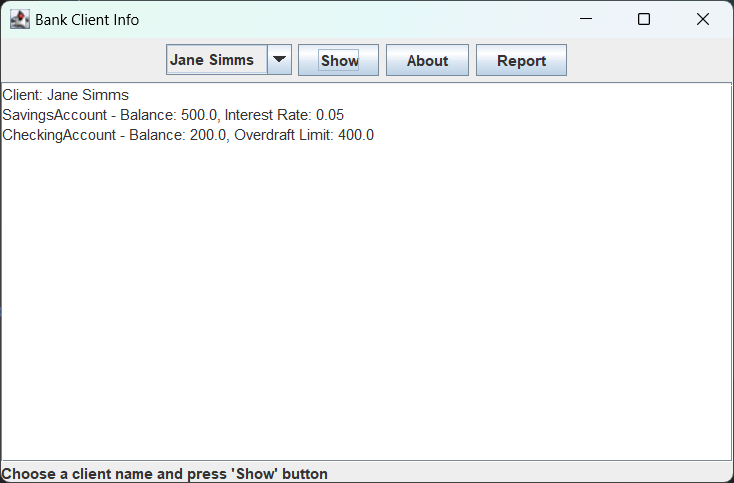 Bank Client Info
Jane Simms Show About Report
Client: Jane Simms
SavingsAccount - Balance: 500.0, Interest Rate: 0.05
CheckingAccount - Balance: 200.0, Overdraft Limit: 400.0
Choose a client name and press 'Show' button